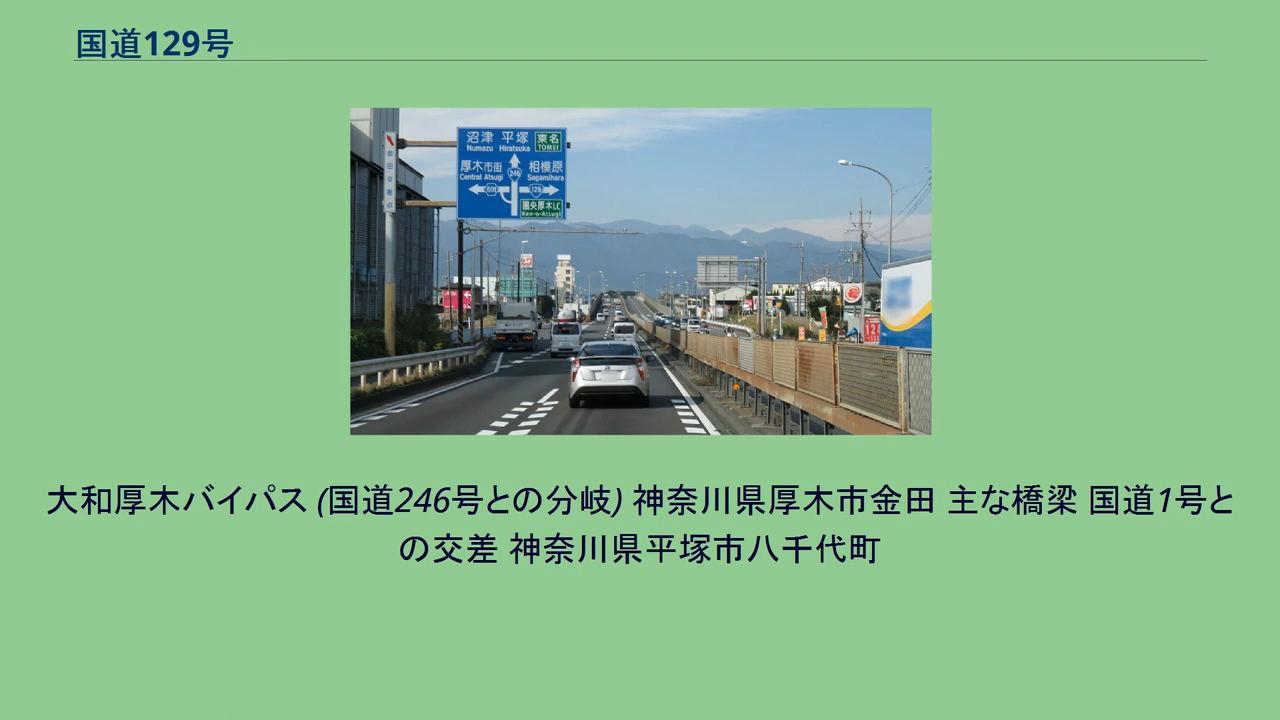 国道129号
沼津 平塚 東名
Numazu Hiratsuka TOMEI
厚木市街 相模原
Central Atsugi 246 Sagamihara
129
圏央厚木I.C
Ken-o-Atsugi
大和厚木バイパス (国道246号との分岐) 神奈川県厚木市金田 主な橋梁 国道1号と
の交差 神奈川県平塚市八千代町